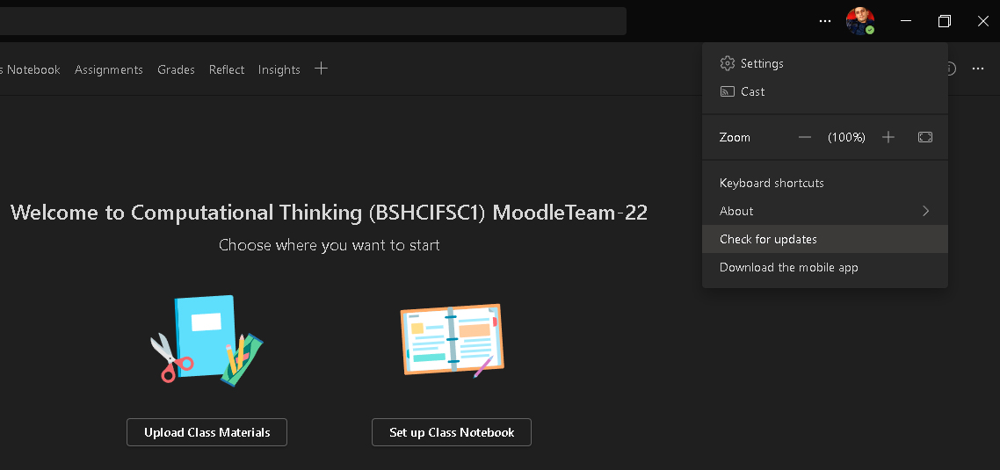 Notebook Assignments Grades Reflect Insights
Settings
Cast
Zoom (100%)
Keyboard shortcuts
About
Check for updates
Download the mobile app
Welcome to Computational Thinking (BSHCIFSC1) MoodleTeam-22
Choose where you want to start
Upload Class Materials
Set up Class Notebook